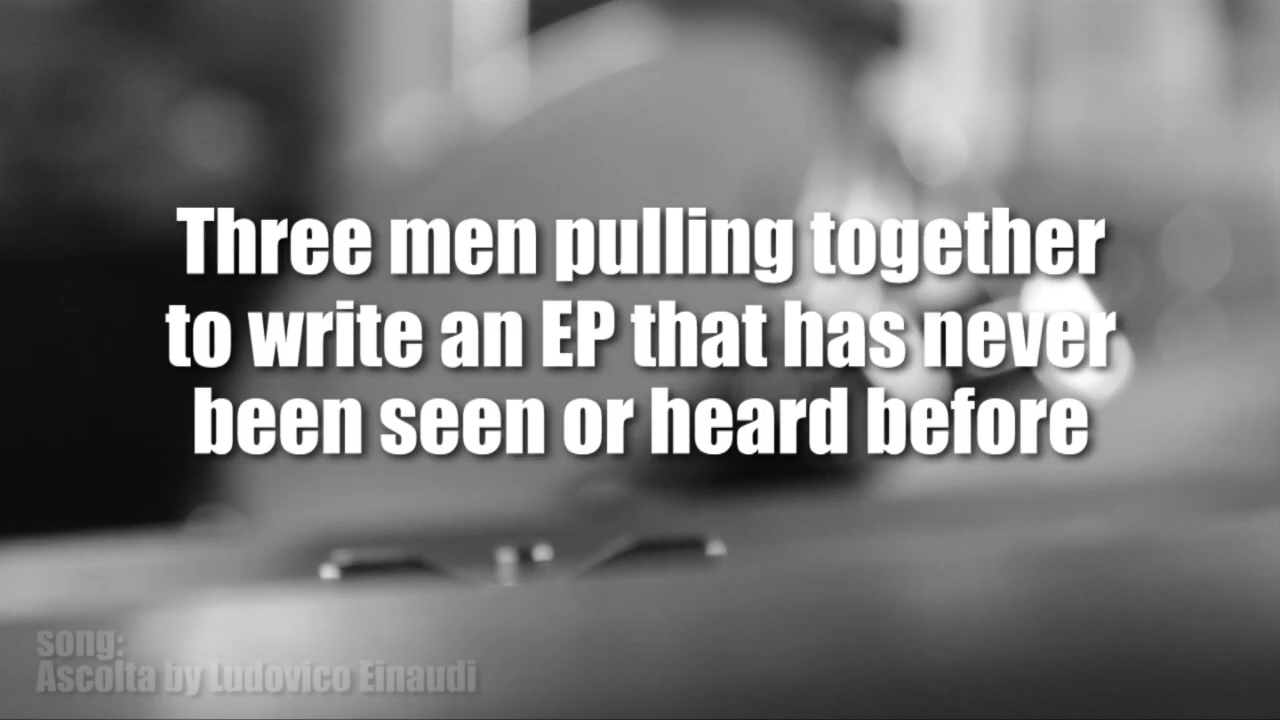 Three men pulling together
to write an EP that has never
been seen or heard before
song:
Ascolta by Ludovico Einaudi